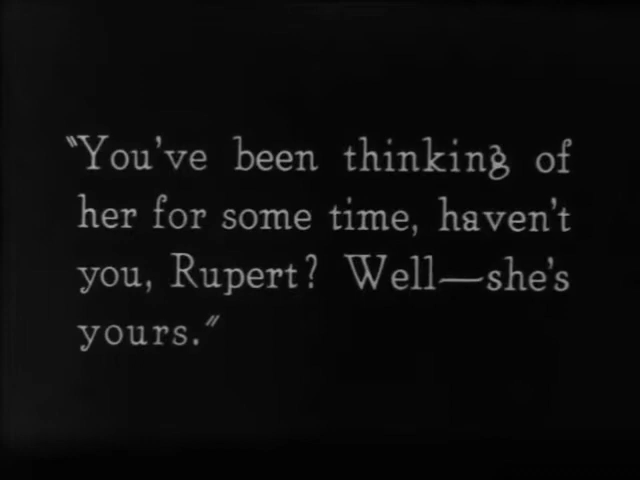 "You've been thinking of
her for some time, haven't
you, Rupert? Well—she's
yours."